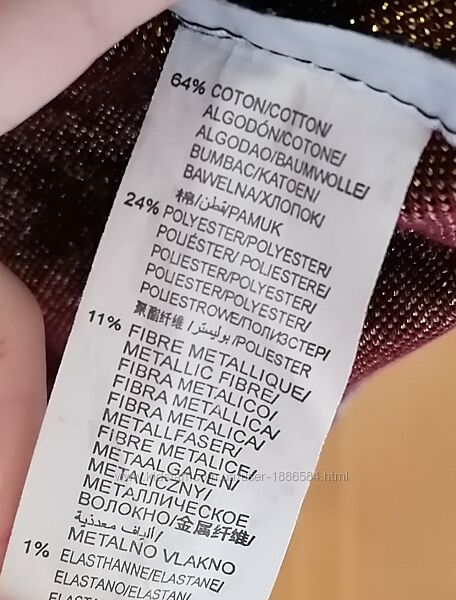 64% COTON/COTTON/
ALGODÓN/COTONE/
ALGODAO/BAUMWOLLE/
BUMBAC/KATOEN/
BAWELNA/ХЛОПОК/
棉/قطن/PAMUK
24% POLYESTER/POLYESTER/
POLIÉSTER/ POLIESTERE/
POLIESTER/POLYESTER/
POLIESTER/POLYESTER/
POLIESTROWE/ПОЛИЭСТЕР/
聚酯纤维 /بوليستر/POLIESTER
11% FIBRE METALLIQUE/
METALLIC FIBRE/
FIBRA METALICO/
FIBRA METALLICA/
FIBRA METALICA/
METALLFASER/
FIBRE METALICE/
METAALGAREN/
METALICZNY/
МЕТАЛЛИЧЕСКОЕ
ВОЛОКНО/金属纤维/
ألياف معدنية/
METALNO VLAKNO
1% ELASTHANNE/ELASTANE/
ELASTANO/ELASTAN/